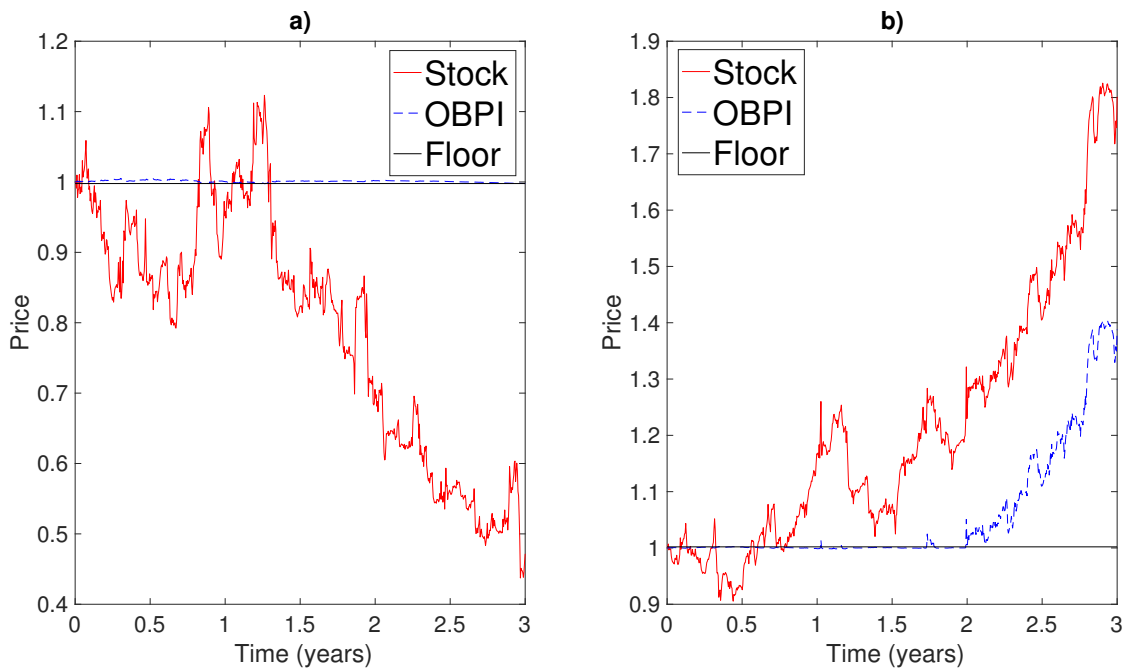 a)
Price
1.2
1.1
1
0.9
0.8
0.7
0.6
0.5
0.4
Stock
OBPI
Floor
0 0.5 1 1.5 2 2.5 3
Time (years)
b)
Price
1.9
1.8
1.7
1.6
1.5
1.4
1.3
1.2
1.1
1
0.9
Stock
OBPI
Floor
0 0.5 1 1.5 2 2.5 3
Time (years)